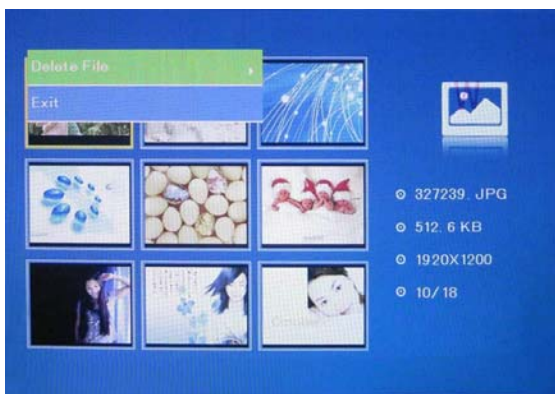 Delete File
Exit
327239. JPG
512. 6 KB
1920X1200
10/18